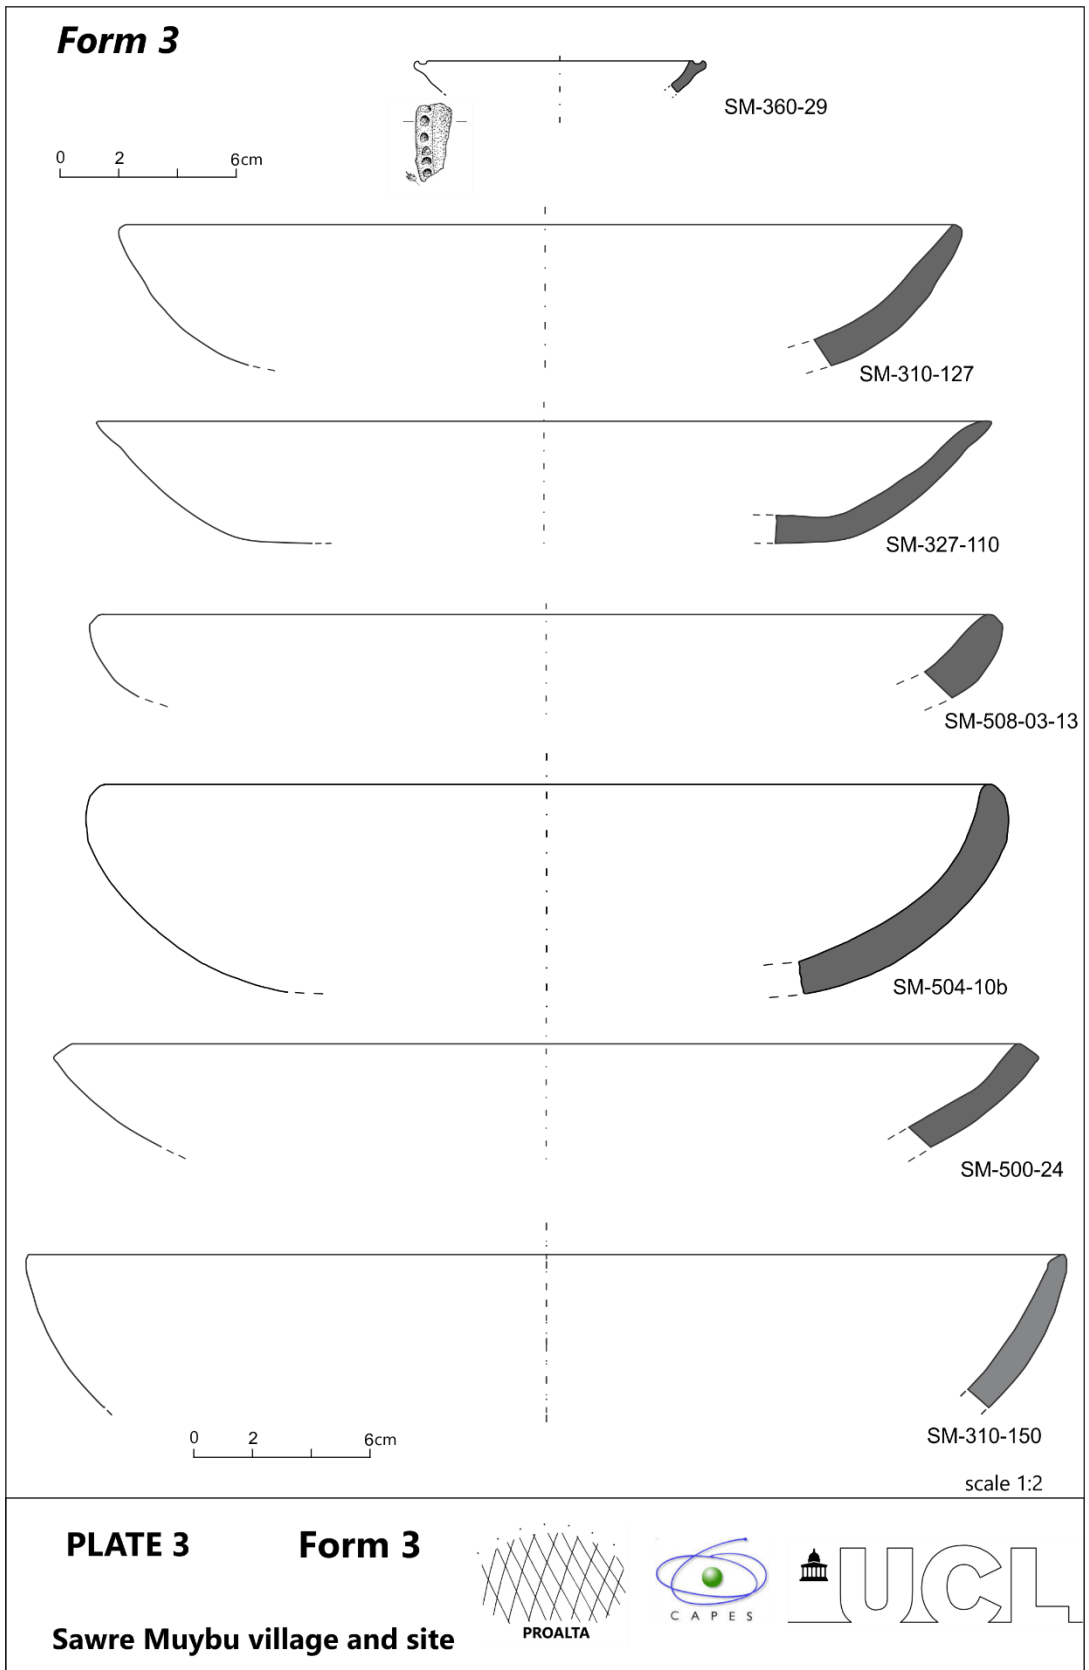 Form 3
SM-360-29
0 2 6cm
SM-310-127
SM-327-110
SM-508-03-13
SM-504-10b
SM-500-24
SM-310-150
0 2 6cm
scale 1:2
PLATE 3 Form 3
PROALTA
CAPES
UCL
Sawre Muybu village and site